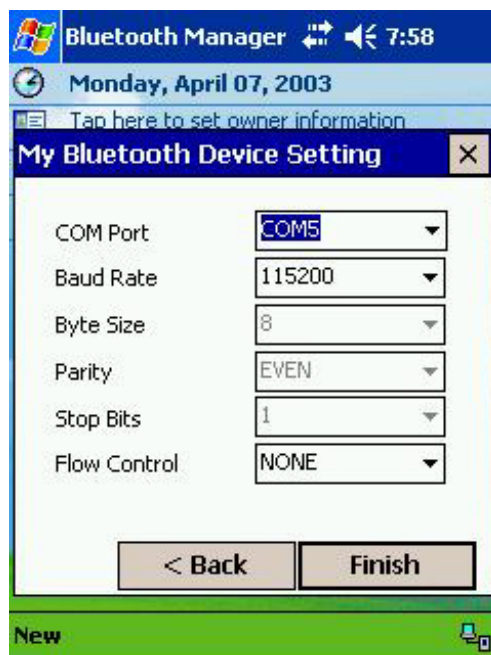 Bluetooth Manager 7:58
Monday, April 07, 2003
Tap here to set owner information
My Bluetooth Device Setting
COM Port COM5
Baud Rate 115200
Byte Size 8
Parity EVEN
Stop Bits 1
Flow Control NONE
< Back Finish
New